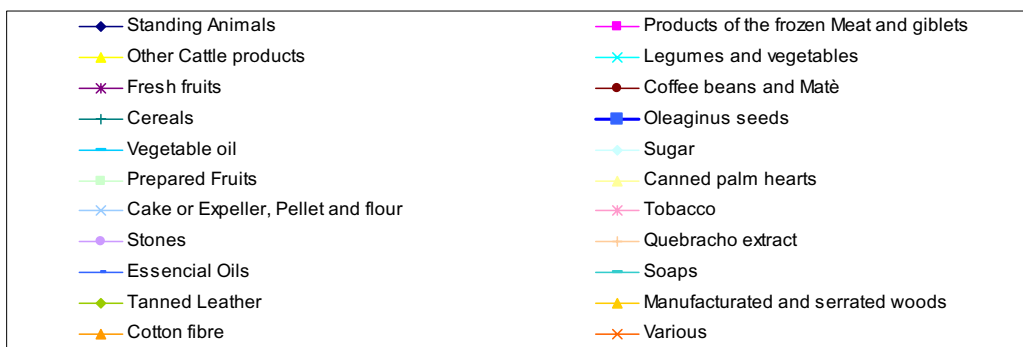 Standing Animals
Products of the frozen Meat and giblets
Other Cattle products
Legumes and vegetables
Fresh fruits
Coffee beans and Matè
Cereals
Oleaginus seeds
Vegetable oil
Sugar
Prepared Fruits
Canned palm hearts
Cake or Expeller, Pellet and flour
Tobacco
Stones
Quebracho extract
Essencial Oils
Soaps
Tanned Leather
Manufacturated and serrated woods
Cotton fibre
Various